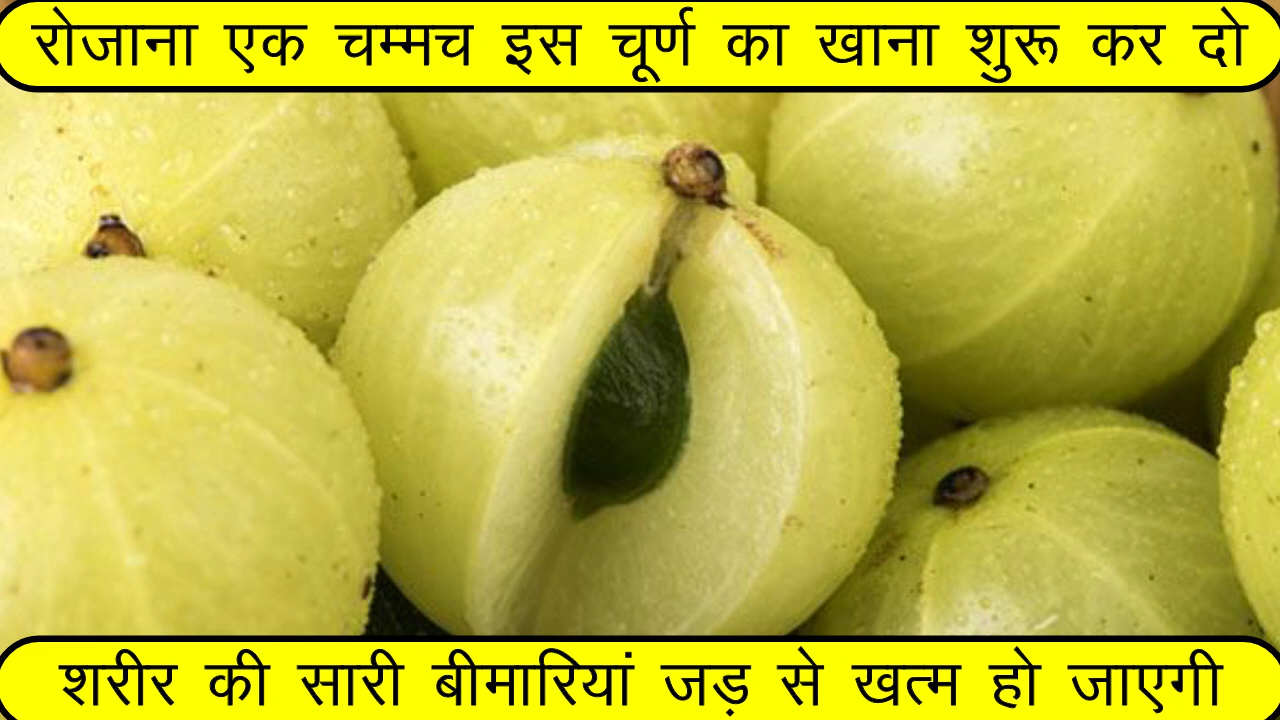 रोजाना एक चम्मच इस चूर्ण का खाना शुरू कर दो
शरीर की सारी बीमारियां जड़ से खत्म हो जाएगी